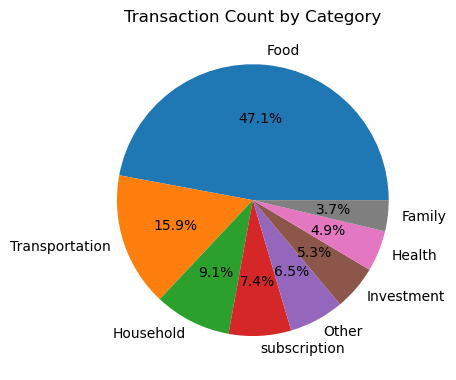 Transaction Count by Category
Food
47.1%
Transportation
15.9%
Household
9.1%
subscription
7.4%
Other
6.5%
Investment
5.3%
Health
4.9%
Family
3.7%